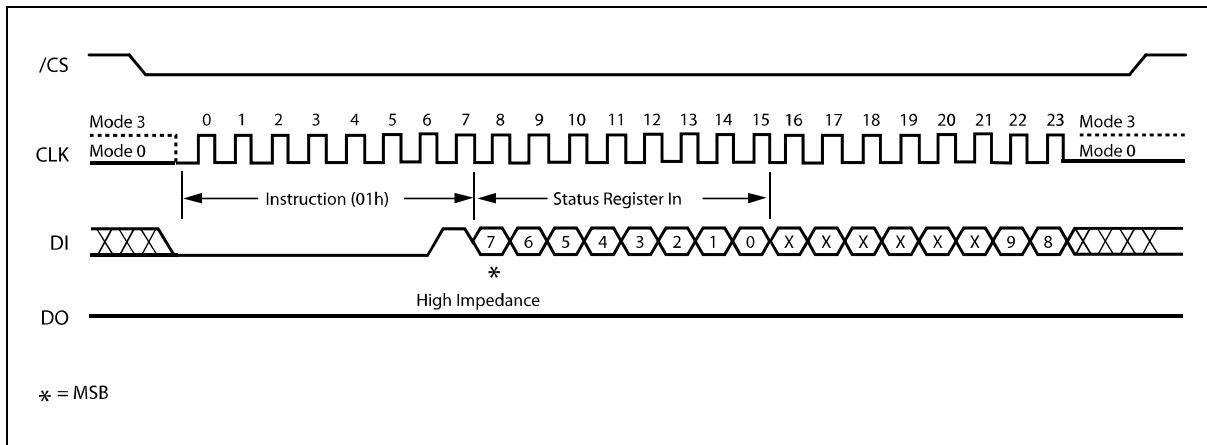 /CS
0 1 2 3 4 5 6 7 8 9 10 11 12 13 14 15 16 17 18 19 20 21 22 23
Mode 3
Mode 3
CLK
Mode 0
Mode 0
Instruction (01h)
Status Register In
DI
7 6 5 4 3 2 1 0 X X X X X X 9 8
*
High Impedance
DO
* = MSB